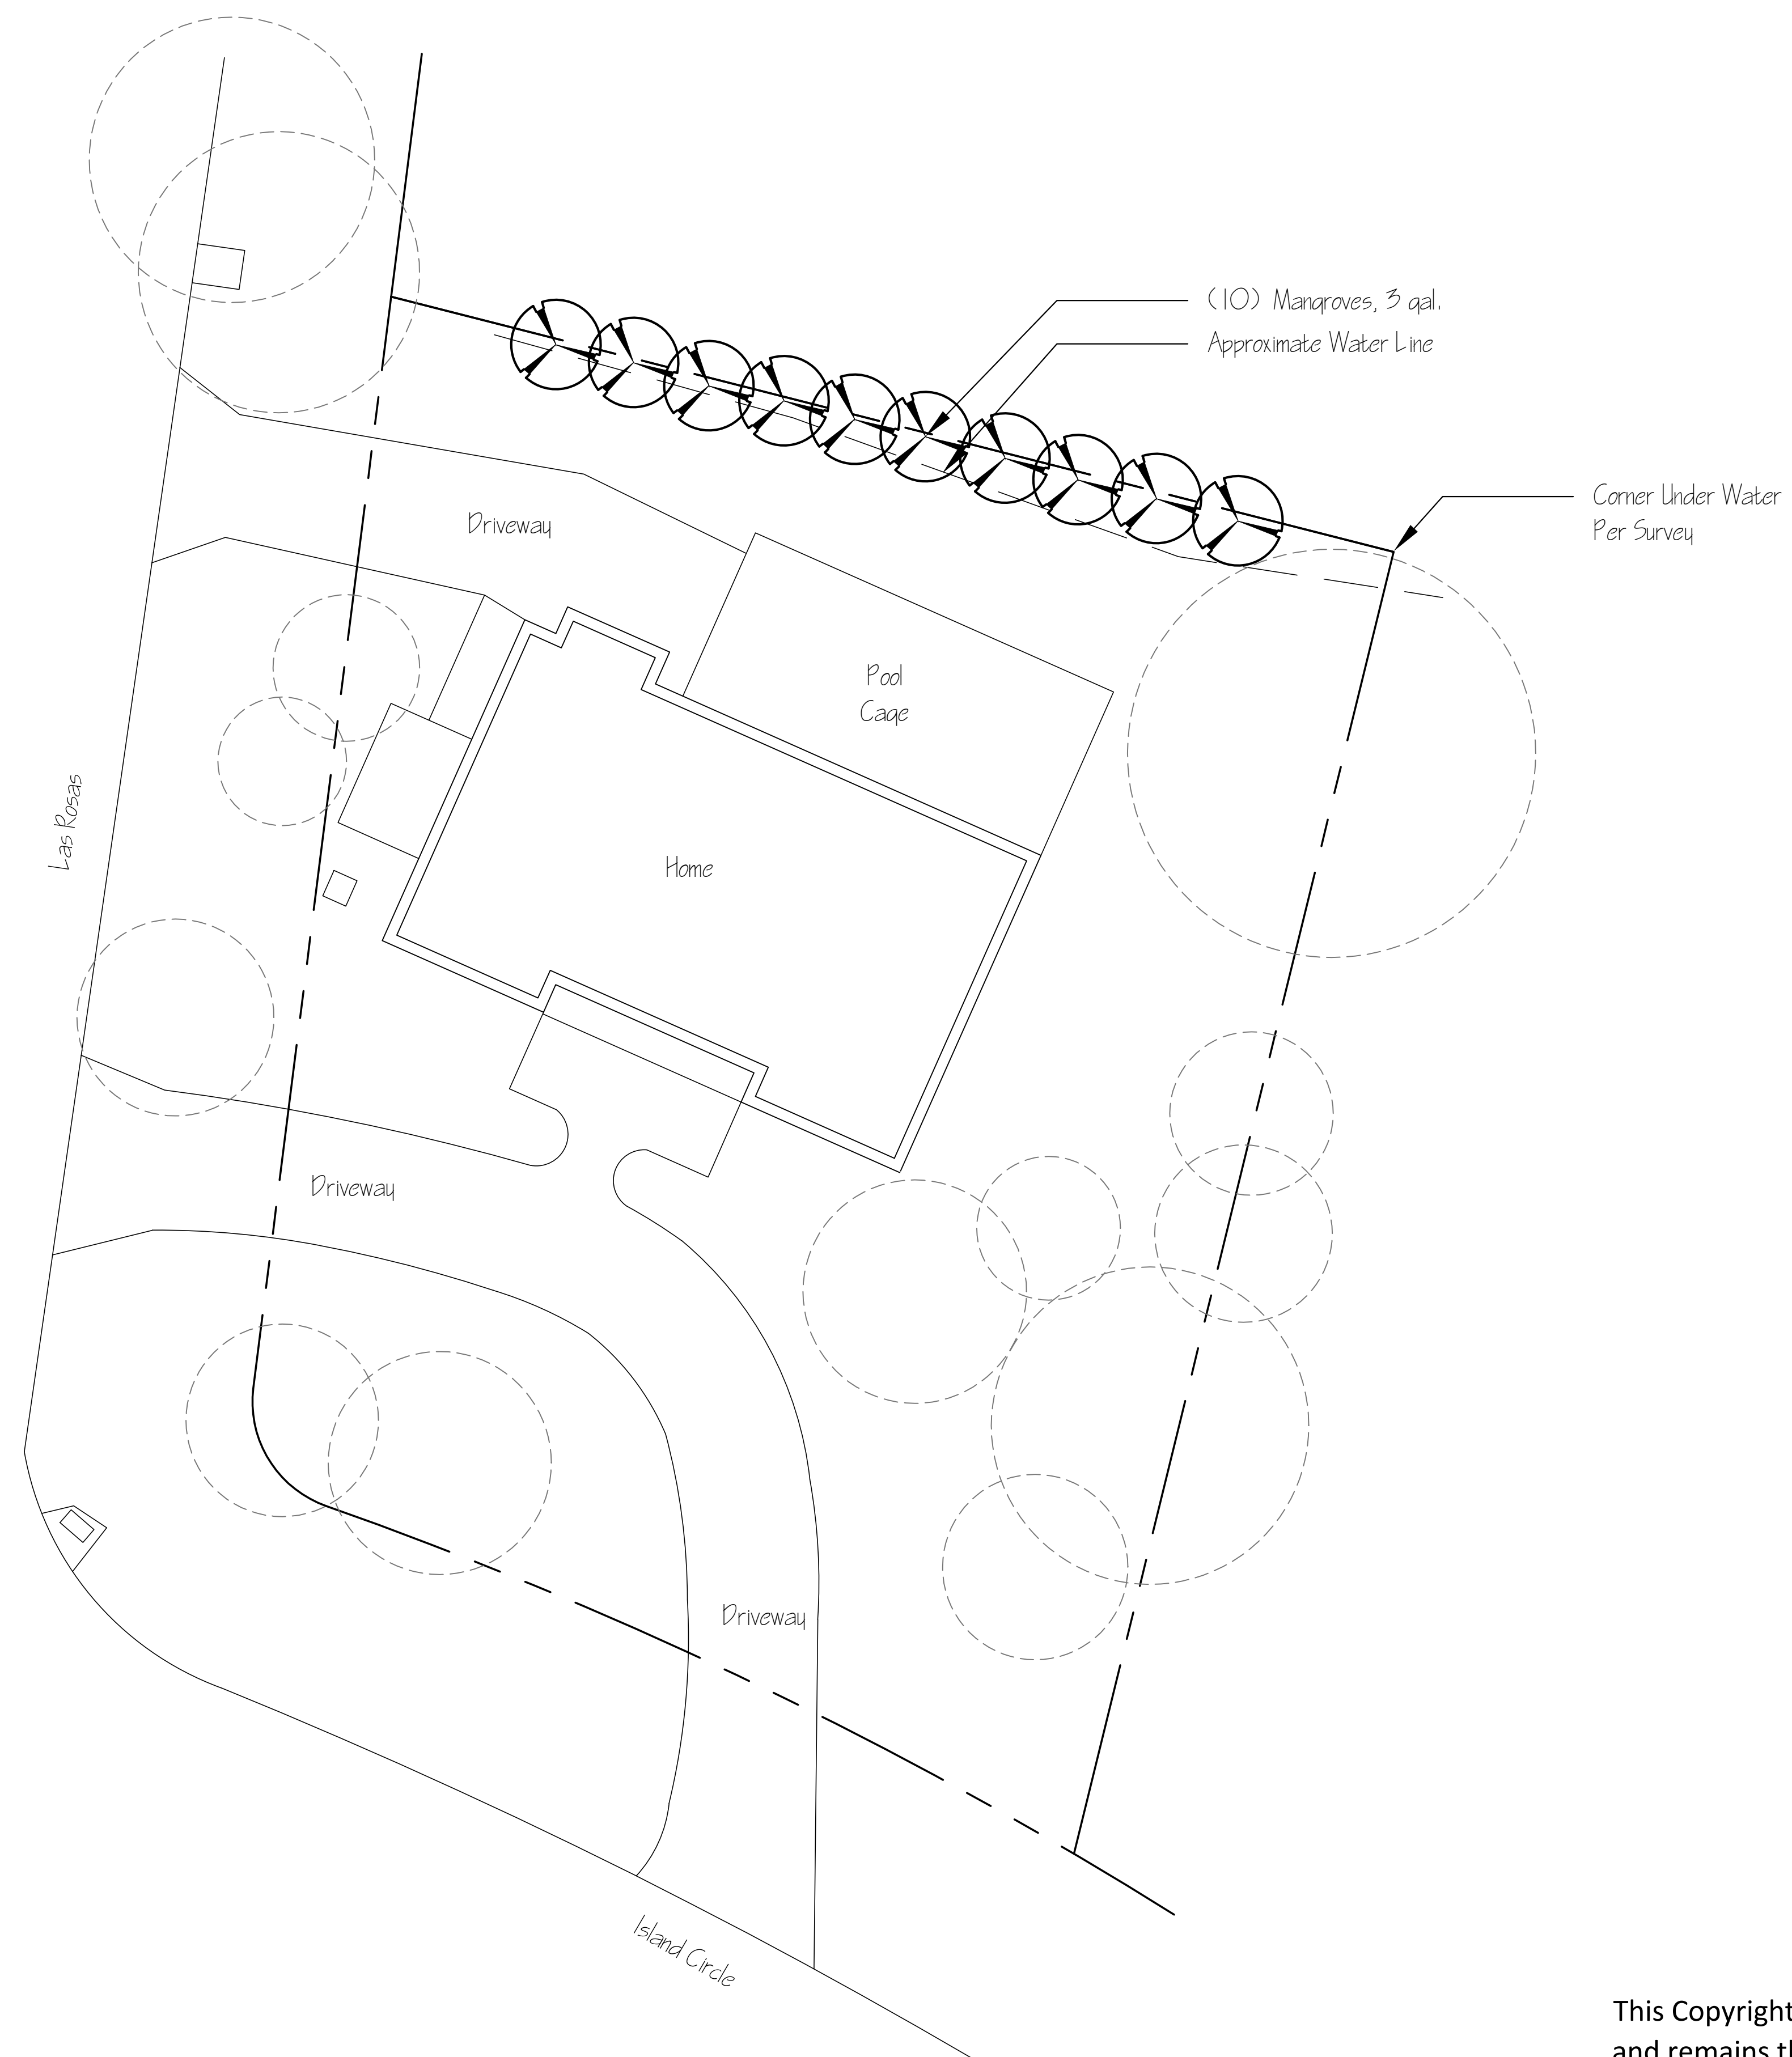 (10) Mangroves, 3 gal.
Approximate Water Line
Corner Under Water
Per Survey
Driveway
Pool
Cage
Las Rosas
Home
Driveway
Driveway
Island Circle
This Copyright
and remains th